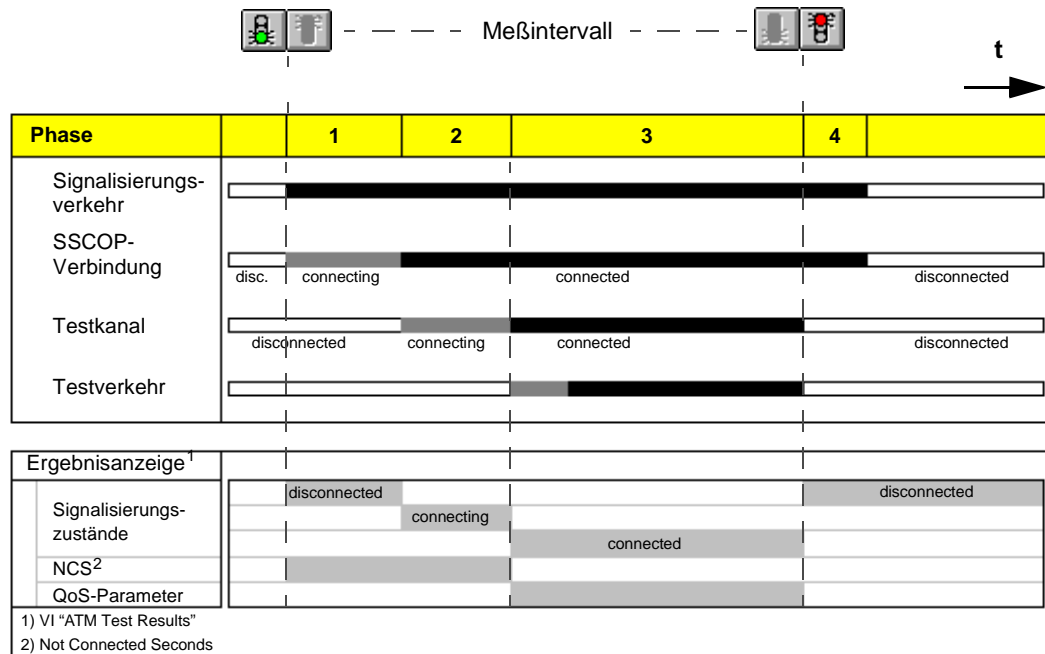 Meßintervall
t
Phase 1 2 3 4
Signalisierungs-
verkehr
SSCOP-
Verbindung
disc. connecting connected disconnected
Testkanal
disconnected connecting connected disconnected
Testverkehr
Ergebnisanzeige1
disconnected disconnected
Signalisierungs-
zustände
connecting
connected
NCS2
QoS-Parameter
1) VI “ATM Test Results”
2) Not Connected Seconds